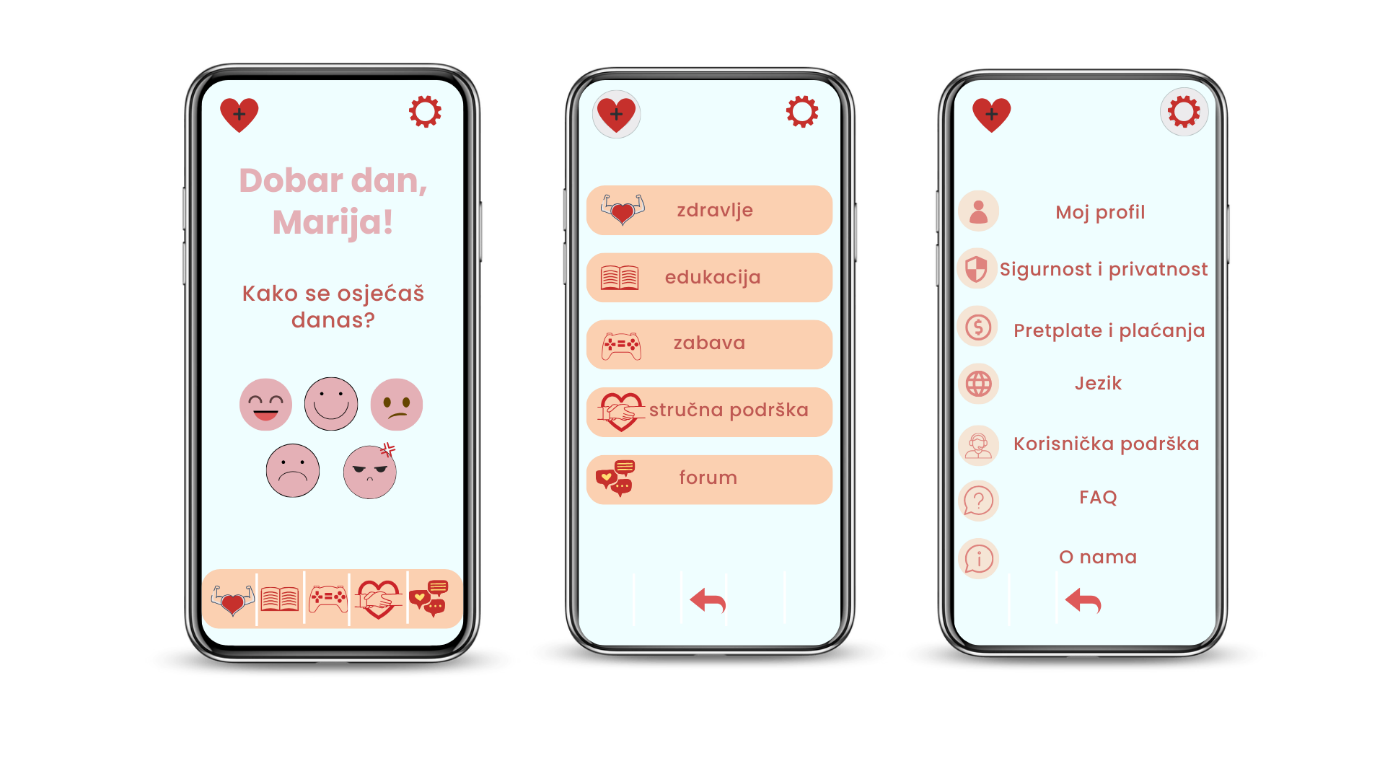 Dobar dan,
Marija!
Kako se osjećaš
danas?
zdravlje
edukacija
zabava
stručna podrška
forum
Moj profil
Sigurnost i privatnost
Pretplate i plaćanja
Jezik
Korisnička podrška
FAQ
O nama